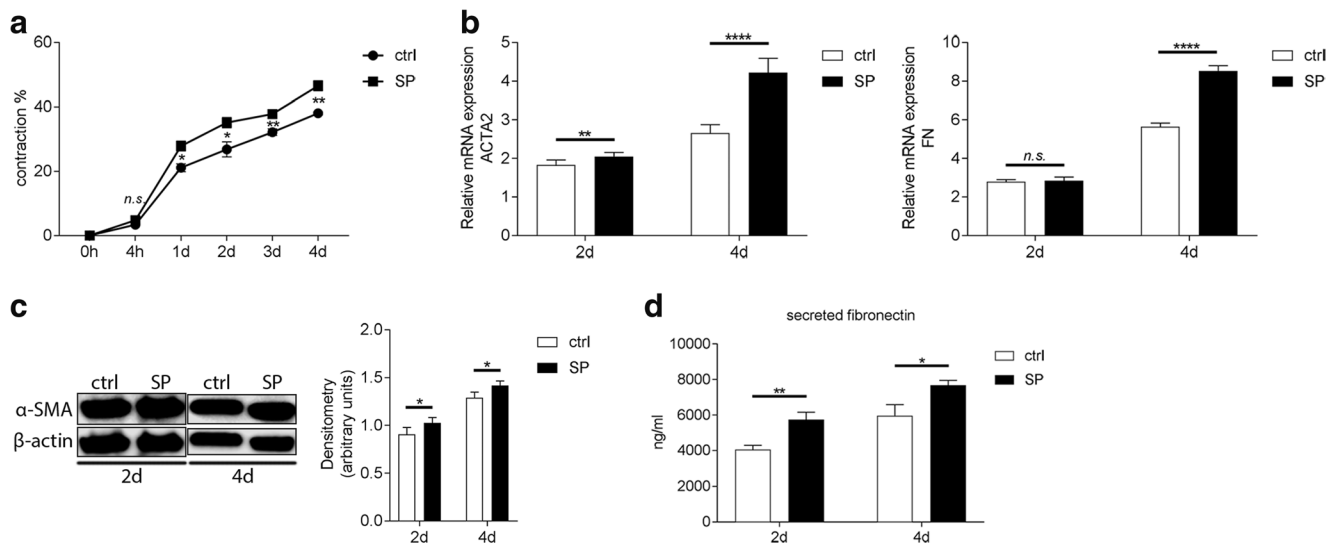 a
60
40
20
0
contraction %
n.s.
*
*
**
**
0h
4h
1d
2d
3d
4d
ctrl
SP
b
5
4
3
2
1
0
Relative mRNA expression
ACTA2
**
****
2d
4d
ctrl
SP
10
8
6
4
2
0
Relative mRNA expression
FN
n.s.
****
2d
4d
ctrl
SP
c
ctrl SP ctrl SP
α-SMA
β-actin
2d 4d
2.0
1.5
1.0
0.5
0.0
Densitometry
(arbitrary units)
*
*
2d
4d
ctrl
SP
d
secreted fibronectin
10000
8000
6000
4000
2000
0
ng/ml
**
*
2d
4d
ctrl
SP